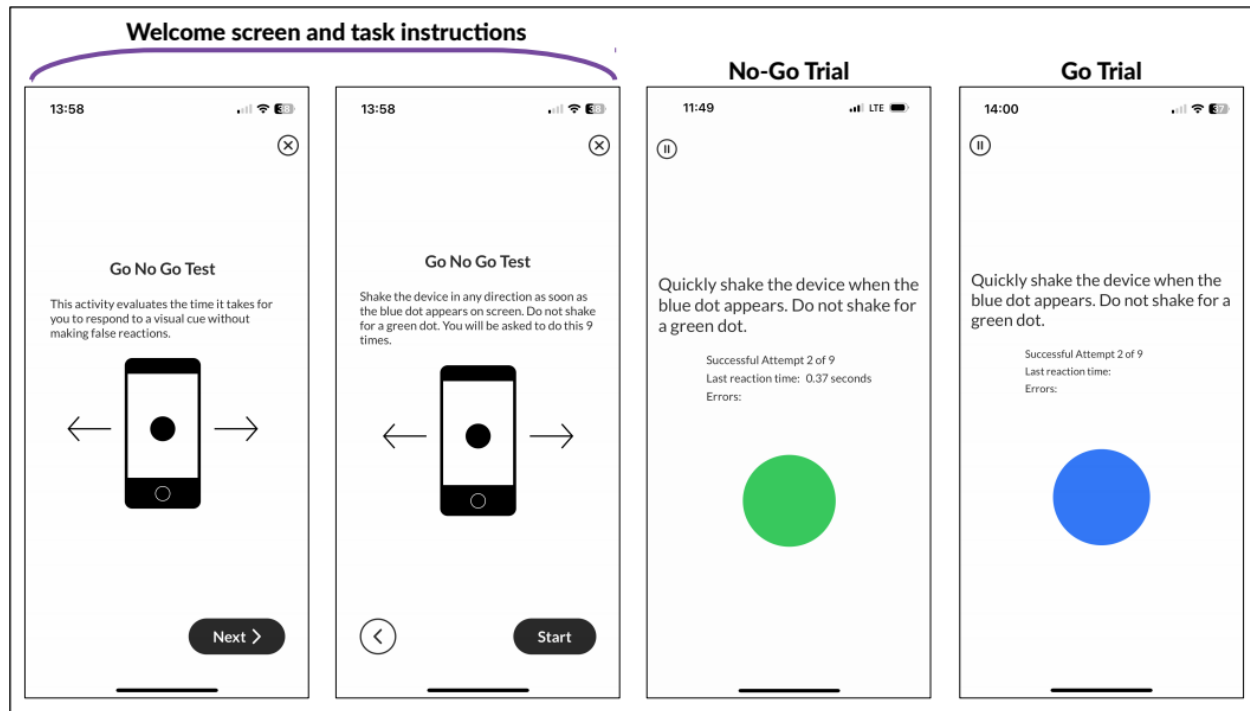 Welcome screen and task instructions
No-Go Trial
Go Trial
13:58
38
Go No Go Test
This activity evaluates the time it takes for
you to respond to a visual cue without
making false reactions.
Next
13:58
38
Go No Go Test
Shake the device in any direction as soon as
the blue dot appears on screen. Do not shake
for a green dot. You will be asked to do this 9
times.
Start
11:49
LTE
Quickly shake the device when the
blue dot appears. Do not shake for
a green dot.
Successful Attempt 2 of 9
Last reaction time: 0.37 seconds
Errors:
14:00
37
Quickly shake the device when the
blue dot appears. Do not shake for a
green dot.
Successful Attempt 2 of 9
Last reaction time:
Errors: